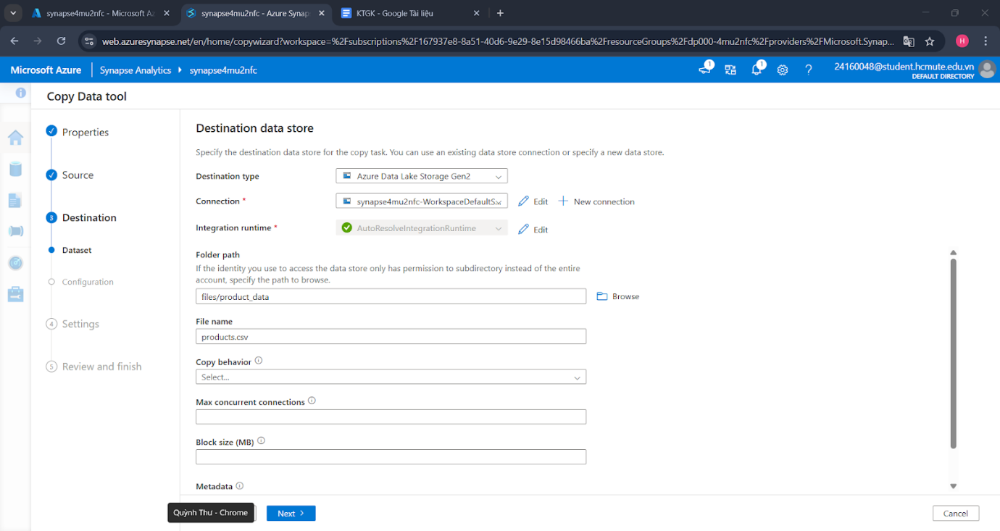 synapse4mu2nfc - Microsoft Az
synapse4mu2nfc - Azure Synap
KTGK - Google Tài liệu
web.azuresynapse.net/en/home/copywizard?workspace=%2Fsubscriptions%2F167937e8-8a51-40d6-9e29-8e15d98466ba%2FresourceGroups%2Fdp000-4mu2nfc%2Fproviders%2FMicrosoft.Synap...
H
Microsoft Azure
Synapse Analytics
synapse4mu2nfc
1
1
24160048@student.hcmute.edu.vn
DEFAULT DIRECTORY
Copy Data tool
Properties
Source
3 Destination
Dataset
Configuration
4 Settings
5 Review and finish
Destination data store
Specify the destination data store for the copy task. You can use an existing data store connection or specify a new data store.
Destination type
Azure Data Lake Storage Gen2
Connection *
synapse4mu2nfc-WorkspaceDefaultS...
Edit
New connection
Integration runtime *
AutoResolveIntegrationRuntime
Edit
Folder path
If the identity you use to access the data store only has permission to subdirectory instead of the entire
account, specify the path to browse.
files/product_data
Browse
File name
products.csv
Copy behavior
Select...
Max concurrent connections
Block size (MB)
Metadata
Quỳnh Thư - Chrome
Next
Cancel